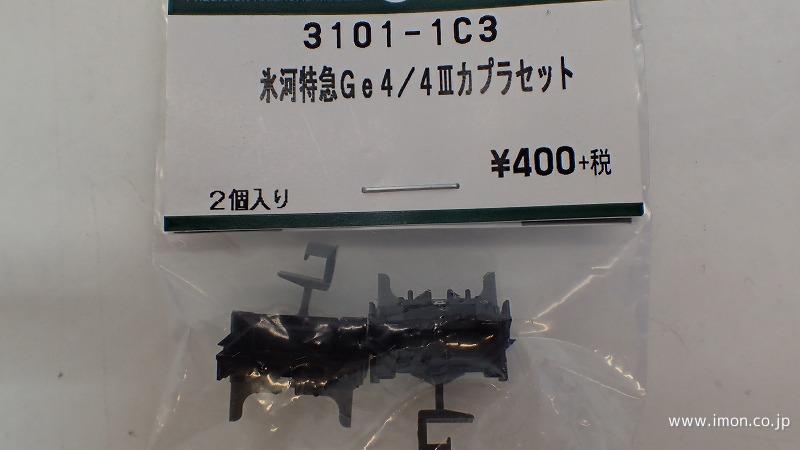 3101-1C3
氷河特急Ge4/4Ⅲカプラセット
¥400+税
2個入り
www.imon.co.jp